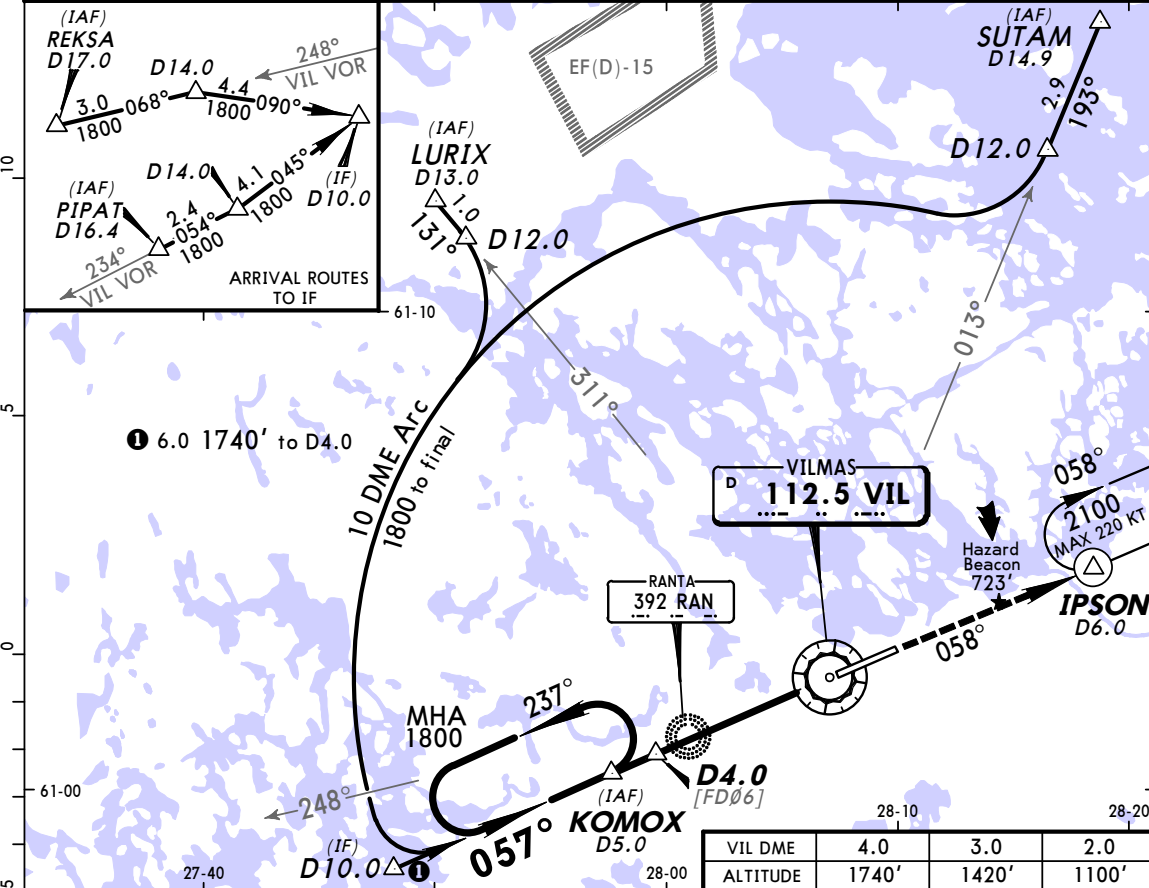 (IAF)
REKSA
D17.0
D14.0
248°
VIL VOR
3.0
068°
1800
4.4
090°
1800
D14.0
4.1
045°
1800
(IF)
D10.0
(IAF)
PIPAT
D16.4
2.4
054°
1800
234°
VIL VOR
ARRIVAL ROUTES
TO IF
EF(D)-15
(IAF)
SUTAM
D14.9
2.9
193°
D12.0
(IAF)
LURIX
D13.0
1.0
131°
D12.0
10
61-10
013°
311°
5
❶ 6.0 1740' to D4.0
10 DME Arc
1800 to final
VILMAS
D 112.5 VIL
058°
2100
MAX 220 KT
Hazard
Beacon
723'
IPSON
D6.0
058°
RANTA
392 RAN
0
237°
MHA
1800
D4.0
[FDØ6]
61-00
248°
(IAF)
KOMOX
D5.0
057°
(IF)
D10.0
❶
28-10
28-20
27-40
28-00
5
VIL DME 4.0 3.0 2.0
ALTITUDE 1740' 1420' 1100'